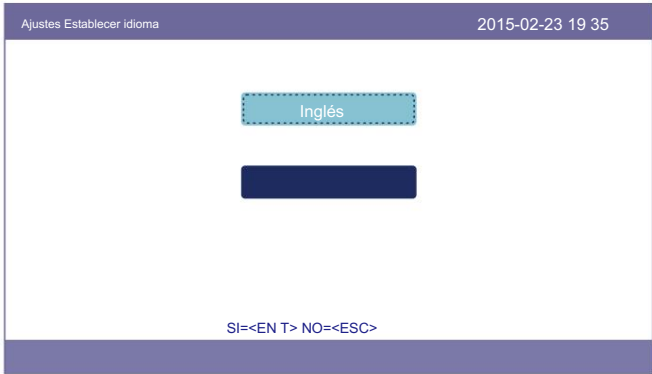 Ajustes Establecer idioma 2015-02-23 19 35
Inglés
SI=<EN T> NO=<ESC>